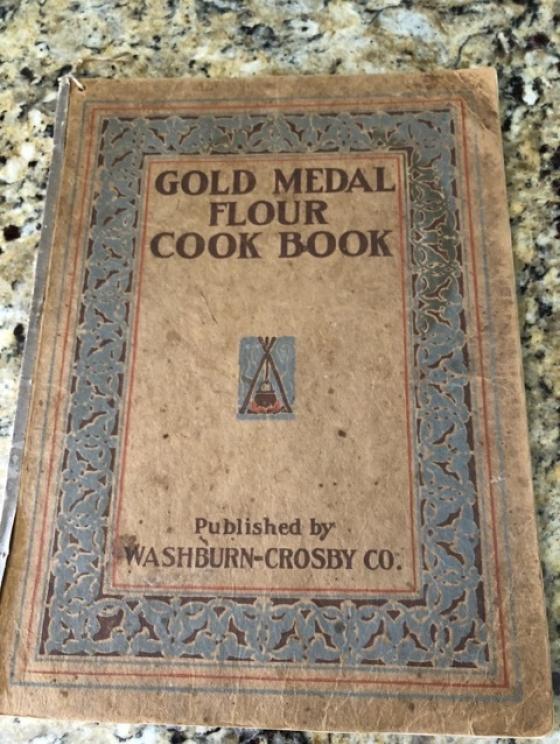 GOLD MEDAL
FLOUR
COOK BOOK
Published by
WASHBURN-CROSBY CO.